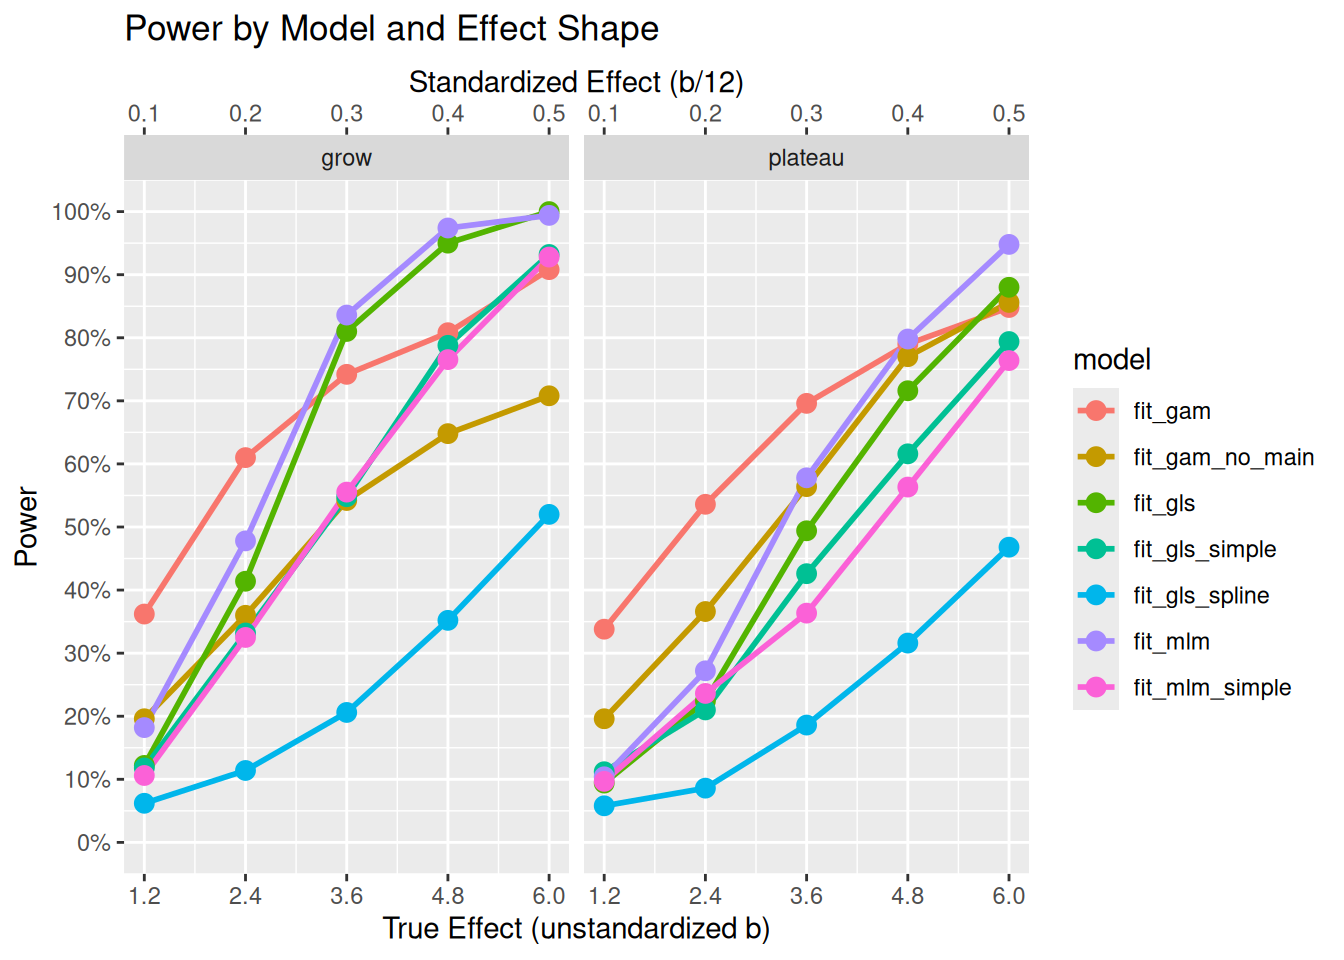 Power by Model and Effect Shape
Standardized Effect (b/12)
0.1 0.2 0.3 0.4 0.5 0.1 0.2 0.3 0.4 0.5
grow plateau
100%
90%
80%
70%
60%
50%
40%
30%
20%
10%
0%
Power
1.2 2.4 3.6 4.8 6.0 1.2 2.4 3.6 4.8 6.0
True Effect (unstandardized b)
model
fit_gam
fit_gam_no_main
fit_gls
fit_gls_simple
fit_gls_spline
fit_mlm
fit_mlm_simple